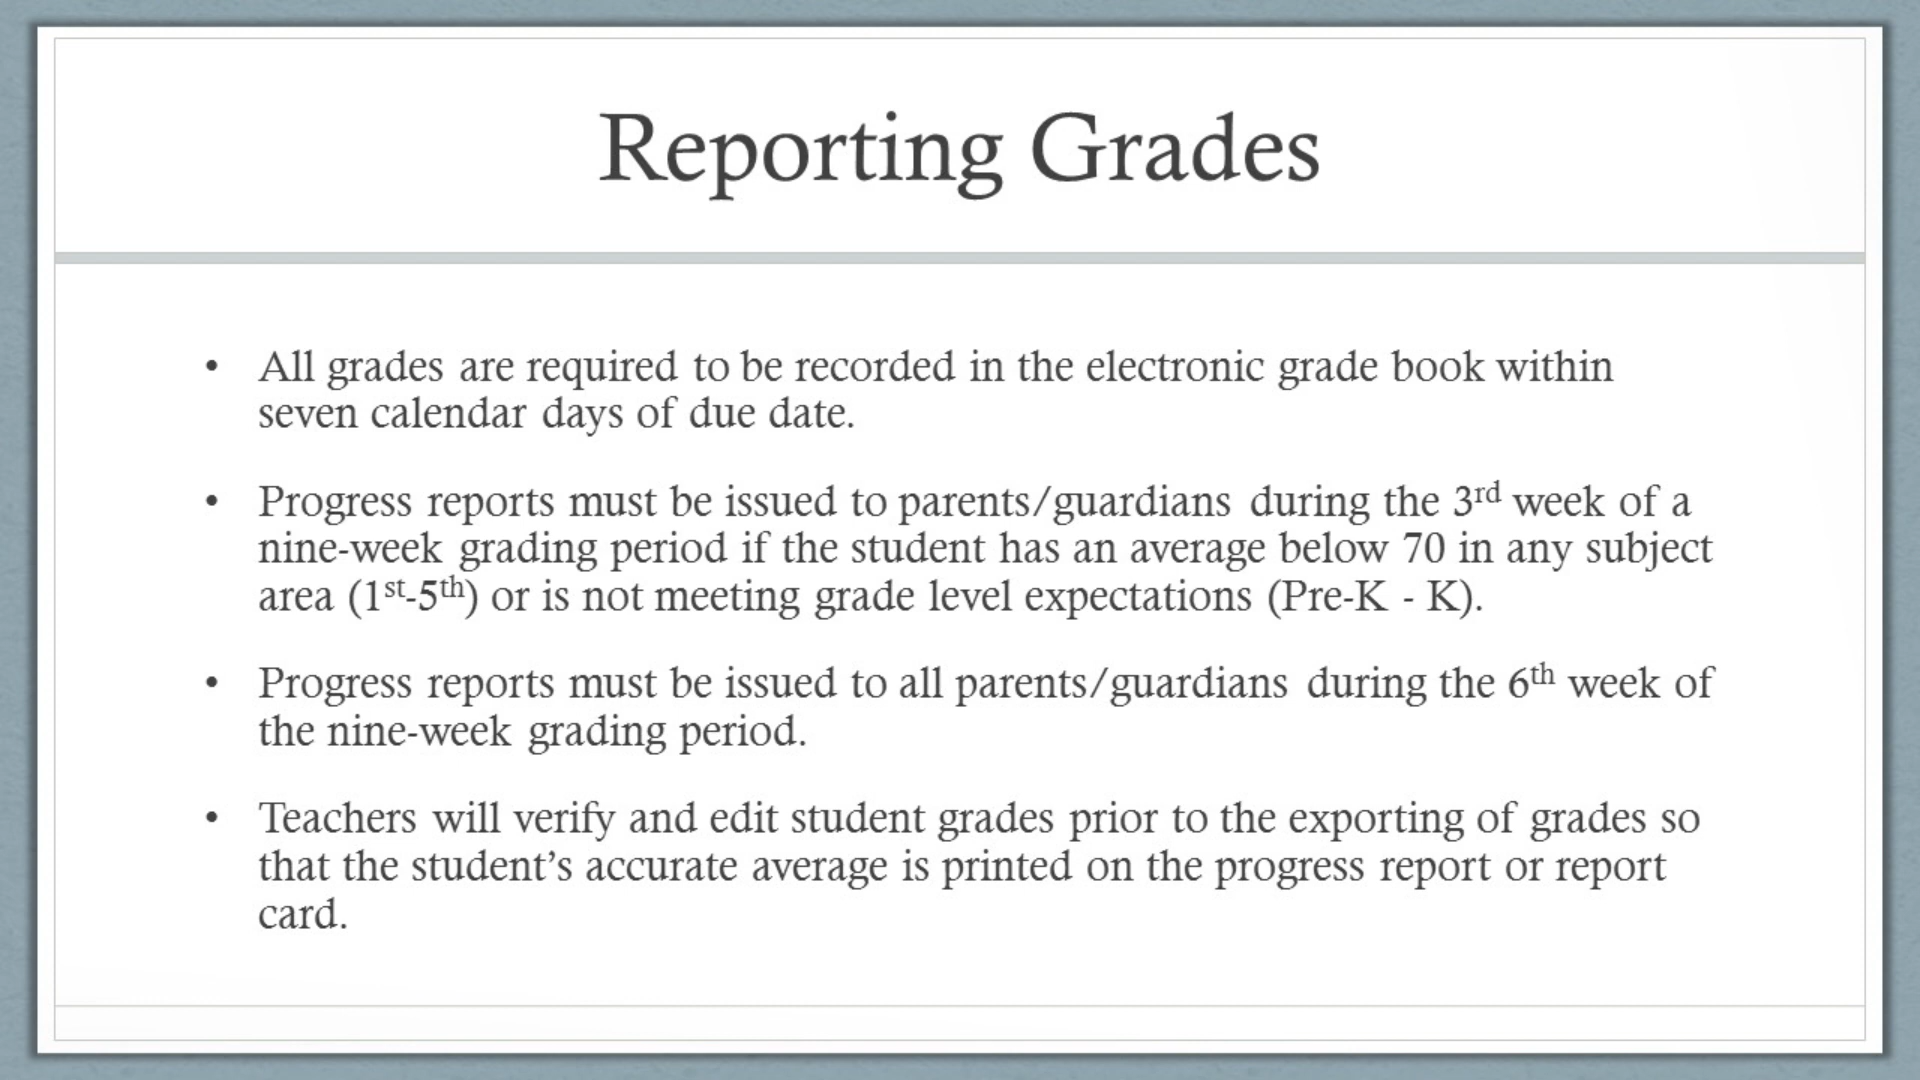 Reporting Grades
• All grades are required to be recorded in the electronic grade book within
seven calendar days of due date.
• Progress reports must be issued to parents/guardians during the 3rd week of a
nine-week grading period if the student has an average below 70 in any subject
area (1st-5th) or is not meeting grade level expectations (Pre-K - K).
• Progress reports must be issued to all parents/guardians during the 6th week of
the nine-week grading period.
• Teachers will verify and edit student grades prior to the exporting of grades so
that the student’s accurate average is printed on the progress report or report
card.